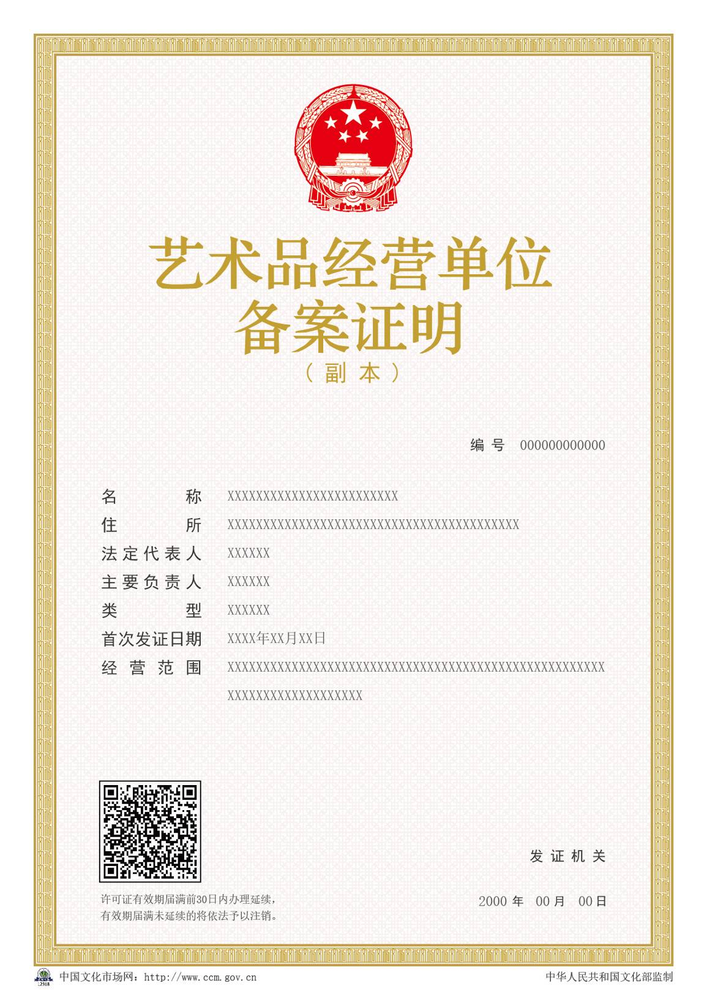 艺术品经营单位
备案证明
（副本）
编号 000000000000
名称 XXXXXXXXXXXXXXXXXXXXXXXX
住所 XXXXXXXXXXXXXXXXXXXXXXXXXXXXXXXXXXXXXXXXX
法定代表人 XXXXXX
主要负责人 XXXXXX
类型 XXXXXX
首次发证日期 XXXX年XX月XX日
经营范围 XXXXXXXXXXXXXXXXXXXXXXXXXXXXXXXXXXXXXXXXXXXXXXXXXXXXX
XXXXXXXXXXXXXXXXXXX
发证机关
许可证有效期届满前30日内办理延续，
有效期届满未延续的将依法予以注销。
2000 年 00 月 00 日
L2318
中国文化市场网：http://www.ccm.gov.cn
中华人民共和国文化部监制